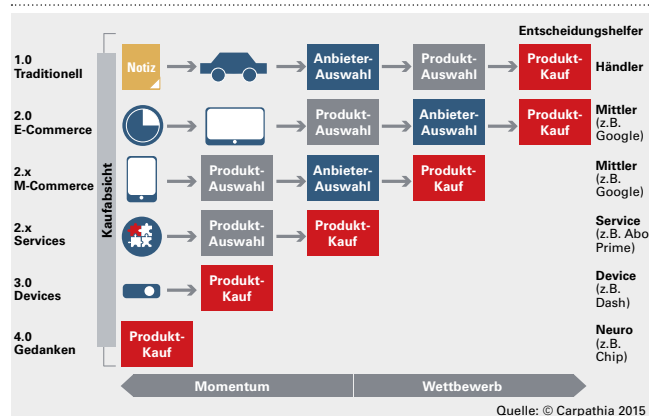 Entscheidungshelfer
1.0
Traditionell
Notiz
Anbieter-
Auswahl
Produkt-
Auswahl
Produkt-
Kauf
Händler
2.0
E-Commerce
Produkt-
Auswahl
Anbieter-
Auswahl
Produkt-
Kauf
Mittler
(z.B.
Google)
Kaufabsicht
2.x
M-Commerce
Produkt-
Auswahl
Anbieter-
Auswahl
Produkt-
Kauf
Mittler
(z.B.
Google)
2.x
Services
Produkt-
Auswahl
Produkt-
Kauf
Service
(z.B. Abo
Prime)
3.0
Devices
Produkt-
Kauf
Device
(z.B.
Dash)
4.0
Gedanken
Produkt-
Kauf
Neuro
(z.B.
Chip)
Momentum
Wettbewerb
Quelle: © Carpathia 2015